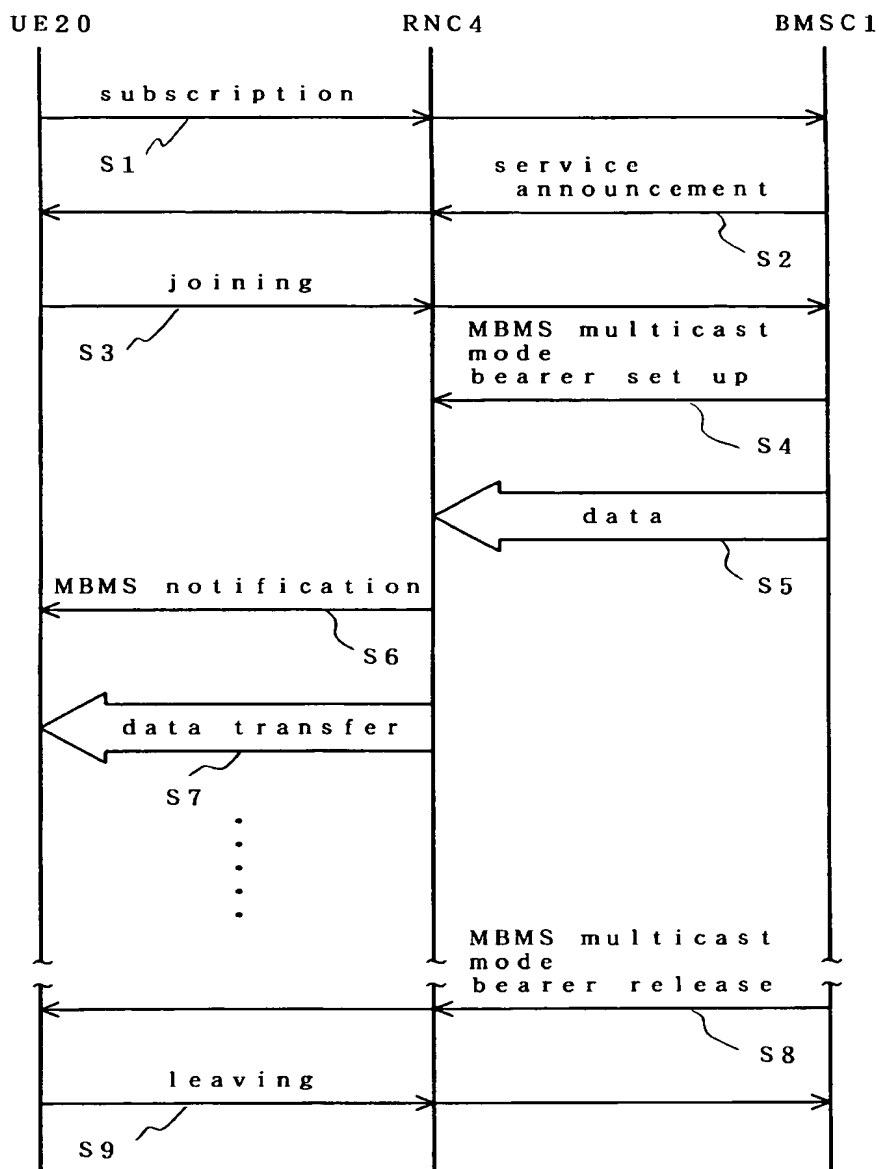 UE20 RNC4 BMSC1
subscription
S1
service
announcement
S2
joining
S3
MBMS multicast
mode
bearer set up
S4
data
S5
MBMS notification
S6
data transfer
S7
MBMS multicast
mode
bearer release
S8
leaving
S9